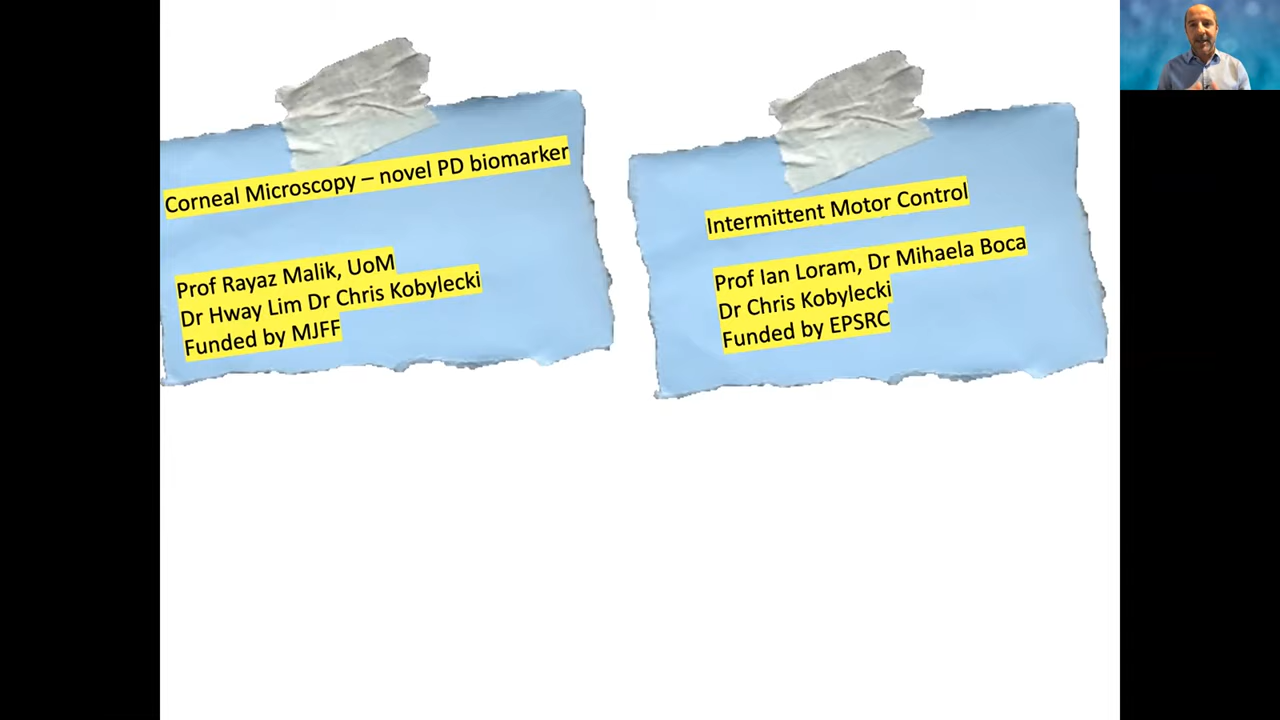 Corneal Microscopy – novel PD biomarker
Prof Rayaz Malik, UoM
Dr Hway Lim Dr Chris Kobylecki
Funded by MJFF
Intermittent Motor Control
Prof Ian Loram, Dr Mihaela Boca
Dr Chris Kobylecki
Funded by EPSRC